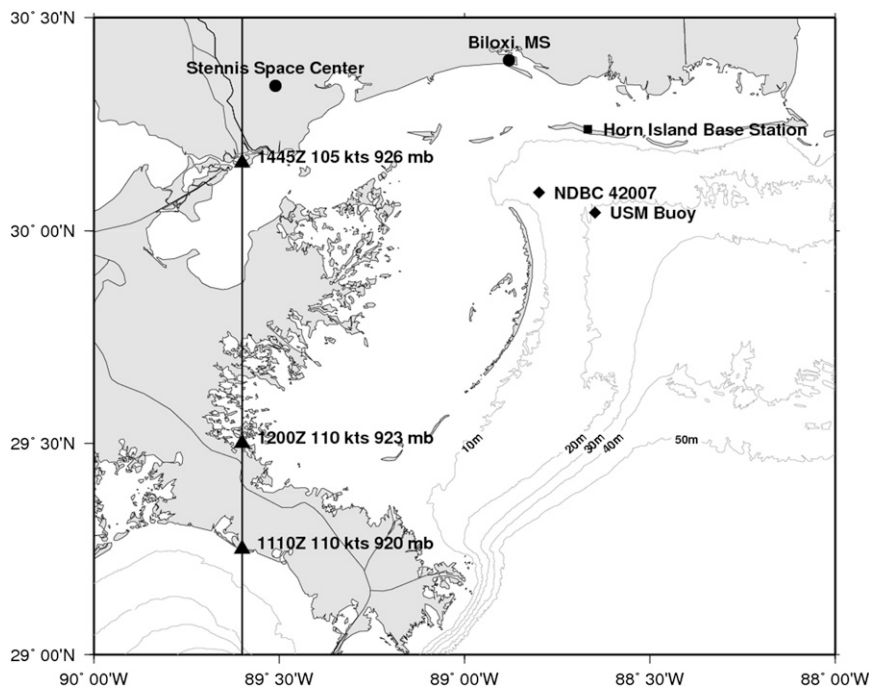 30˚ 30'N
Biloxi, MS
Stennis Space Center
Horn Island Base Station
1445Z 105 kts 926 mb
NDBC 42007
USM Buoy
30˚ 00'N
1200Z 110 kts 923 mb
29˚ 30'N
10m
20m
30m
40m
50m
1110Z 110 kts 920 mb
29˚ 00'N
90˚ 00'W
89˚ 30'W
89˚ 00'W
88˚ 30'W
88˚ 00'W